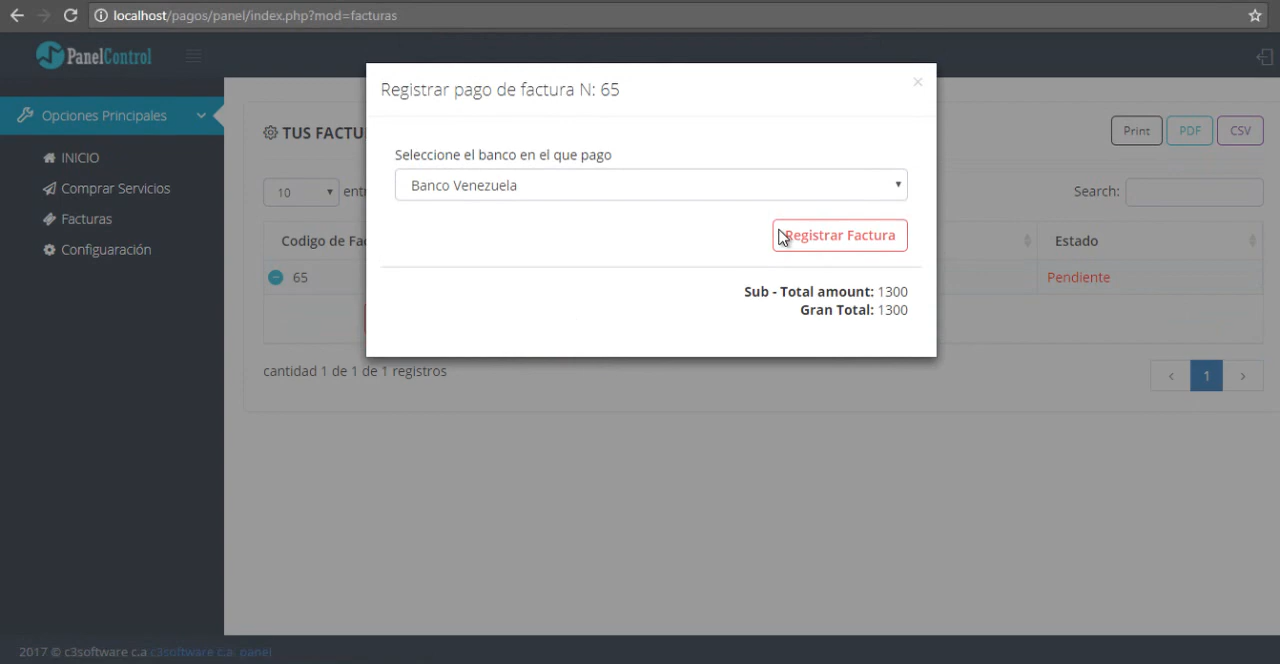 localhost/pagos/panel/index.php?mod=facturas
PanelControl
Opciones Principales
INICIO
Comprar Servicios
Facturas
Configuaración
Registrar pago de factura N: 65
×
Seleccione el banco en el que pago
Banco Venezuela
Registrar Factura
Sub - Total amount: 1300
Gran Total: 1300
TUS FACTU
Print PDF CSV
10 entr
Search:
Codigo de Fac
Estado
65
Pendiente
cantidad 1 de 1 de 1 registros
‹ 1 ›
2017 © c3software c.a c3software c.a. panel